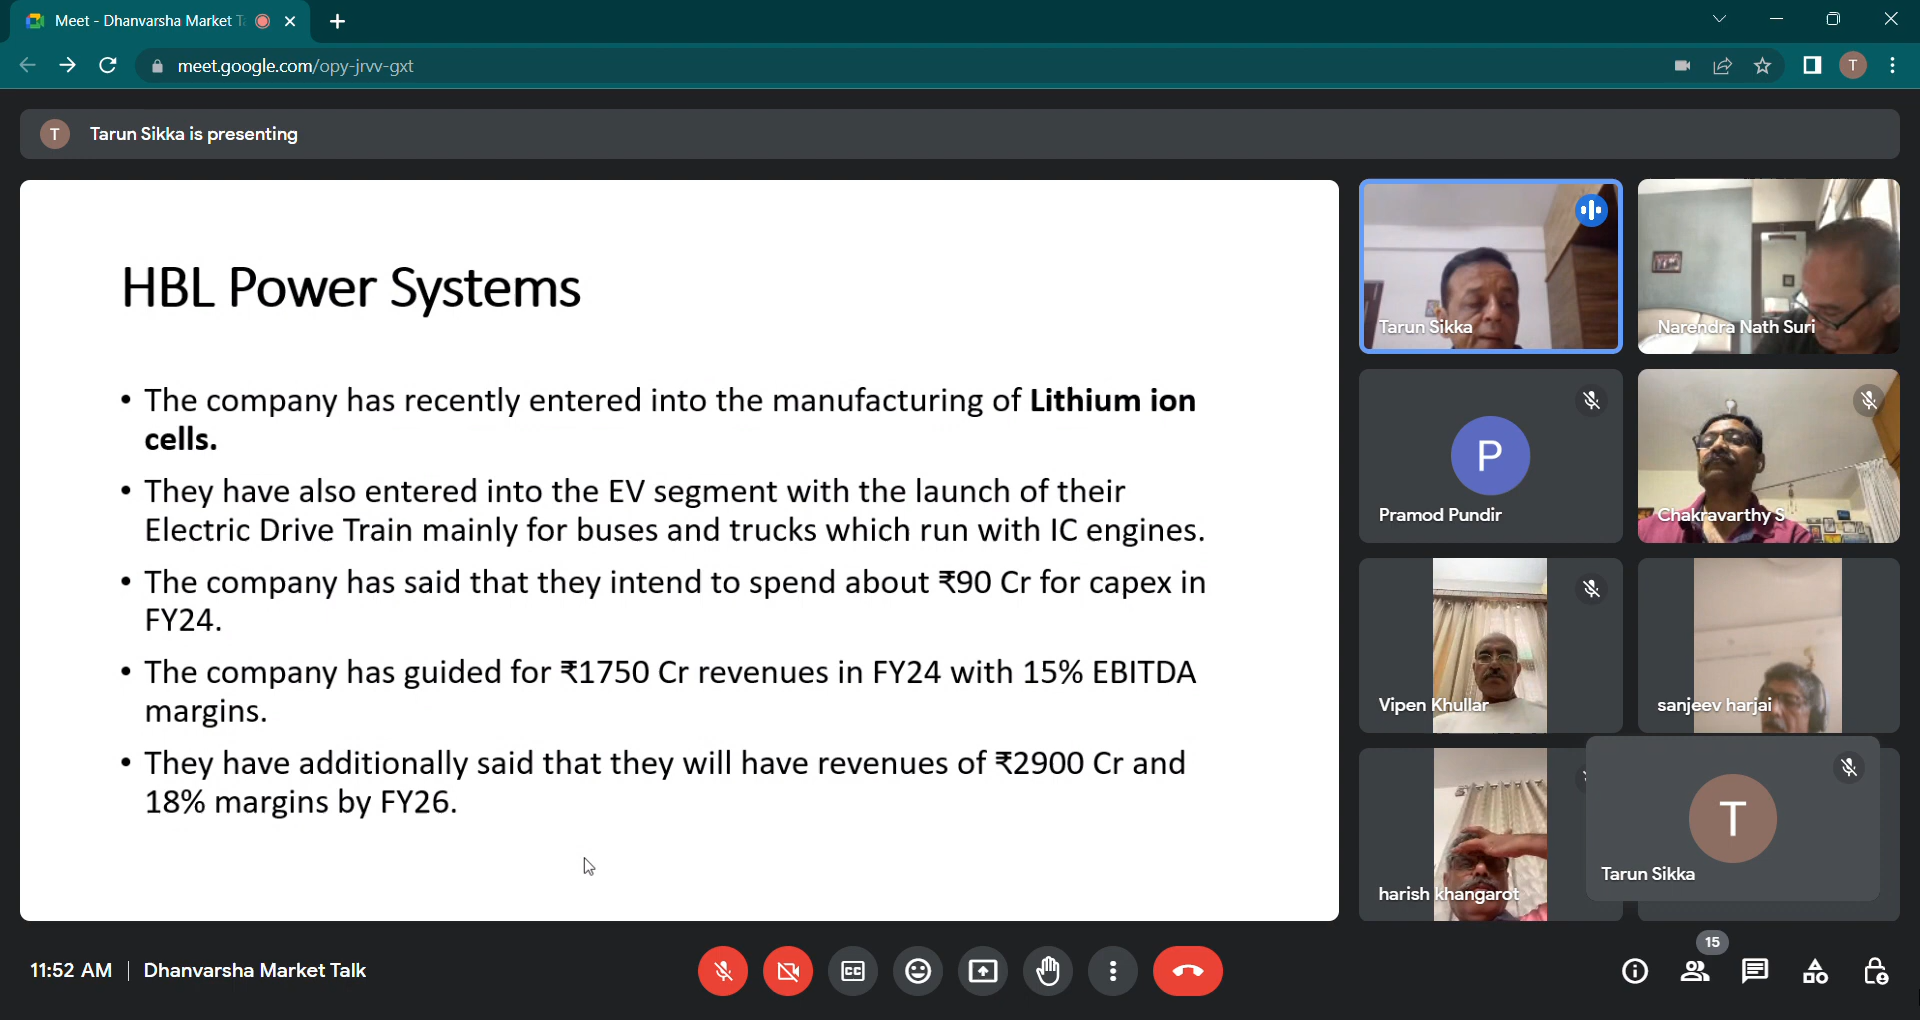 Meet - Dhanvarsha Market T
meet.google.com/opy-jrvv-gxt
T
T
Tarun Sikka is presenting
HBL Power Systems
• The company has recently entered into the manufacturing of Lithium ion
cells.
• They have also entered into the EV segment with the launch of their
Electric Drive Train mainly for buses and trucks which run with IC engines.
• The company has said that they intend to spend about ₹90 Cr for capex in
FY24.
• The company has guided for ₹1750 Cr revenues in FY24 with 15% EBITDA
margins.
• They have additionally said that they will have revenues of ₹2900 Cr and
18% margins by FY26.
Tarun Sikka
Narendra Nath Suri
P
Pramod Pundir
Chakravarthy S
Vipen Khullar
sanjeev harjai
harish khangarot
T
Tarun Sikka
11:52 AM | Dhanvarsha Market Talk
CC
15